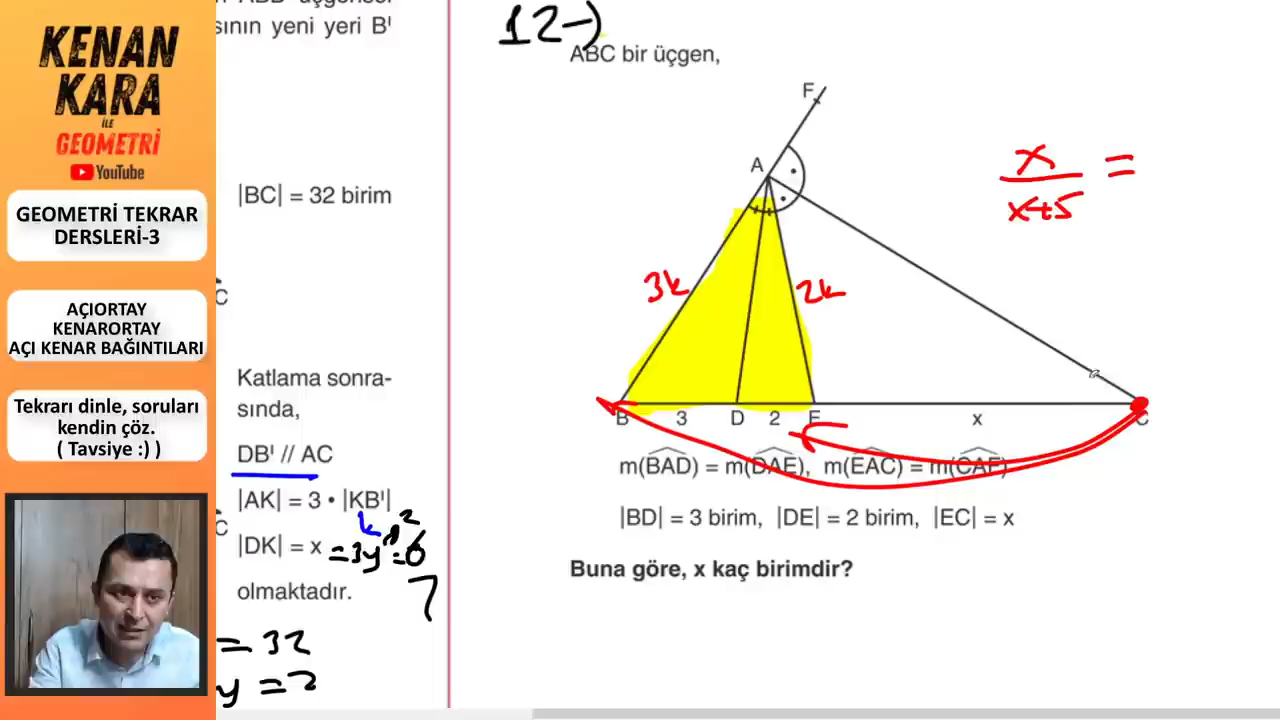 KENAN
KARA
İLE
GEOMETRİ
YouTube
GEOMETRİ TEKRAR
DERSLERİ-3
AÇIORTAY
KENARORTAY
AÇI KENAR BAĞINTILARI
Tekrarı dinle, soruları
kendin çöz.
( Tavsiye :) )
sının yeni yeri B'
|BC| = 32 birim
C
Katlama sonra-
sında,
DB' // AC
|AK| = 3 • |KB'|
k
|DK| = x = 3y = 6
olmaktadır.
7
= 32
y = 2
12-)
ABC bir üçgen,
F
A
x
x+5
=
3k
2k
B 3 D 2 E x C
m(BAD) = m(DAE), m(EAC) = m(CAF)
|BD| = 3 birim, |DE| = 2 birim, |EC| = x
Buna göre, x kaç birimdir?